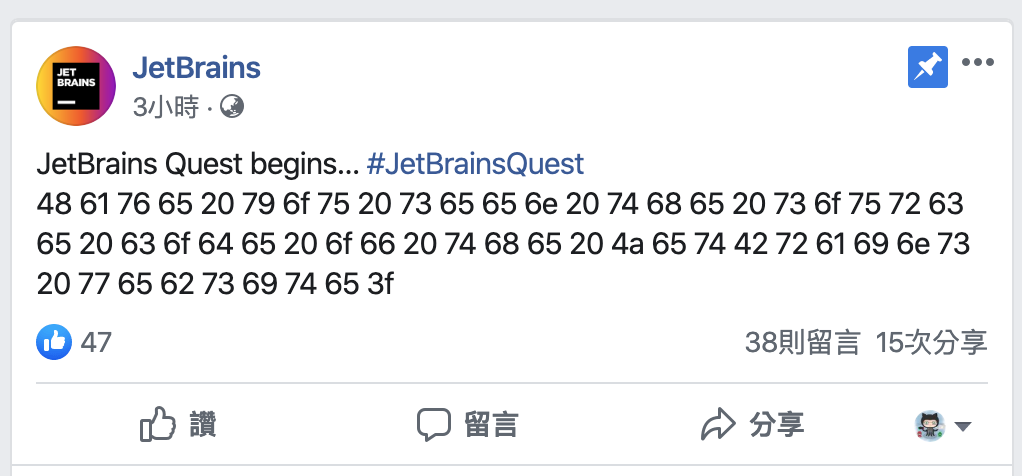 JET
BRAINS
JetBrains
3小時 ·
JetBrains Quest begins... #JetBrainsQuest
48 61 76 65 20 79 6f 75 20 73 65 65 6e 20 74 68 65 20 73 6f 75 72 63
65 20 63 6f 64 65 20 6f 66 20 74 68 65 20 4a 65 74 42 72 61 69 6e 73
20 77 65 62 73 69 74 65 3f
47 38則留言 15次分享
讚 留言 分享